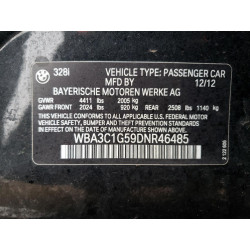 328i
VEHICLE TYPE: PASSENGER CAR
MFD BY 12/12
BAYERISCHE MOTOREN WERKE AG
GVWR 4411 lbs 2005 kg
GAWR FRONT 2024 lbs 920 kg REAR 2508 lbs 1140 kg
WBA3C1G59DNR46485
THIS VEHICLE CONFORMS TO ALL APPLICABLE
FEDERAL MOTOR VEHICLE SAFETY, BUMPER,
AND THEFT PREVENTION STANDARDS IN EFFECT
ON THE DATE OF MANUFACTURE SHOWN ABOVE.